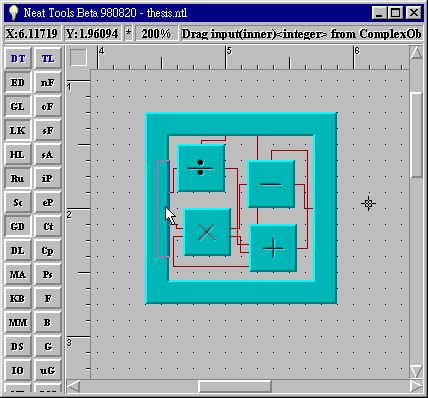 Neat Tools Beta 980820 - thesis.ntl
X:6.11719 Y:1.96094 * 200% Drag input(inner)<integer> from ComplexOb
DT TL
ED nF
GL cF
LK sF
HL sA
Ru iP
Sc eP
GD Ct
DL Cp
MA Ps
KB F
MM B
DS G
IO uG
4 5 6
1
2
3
÷
−
×
+